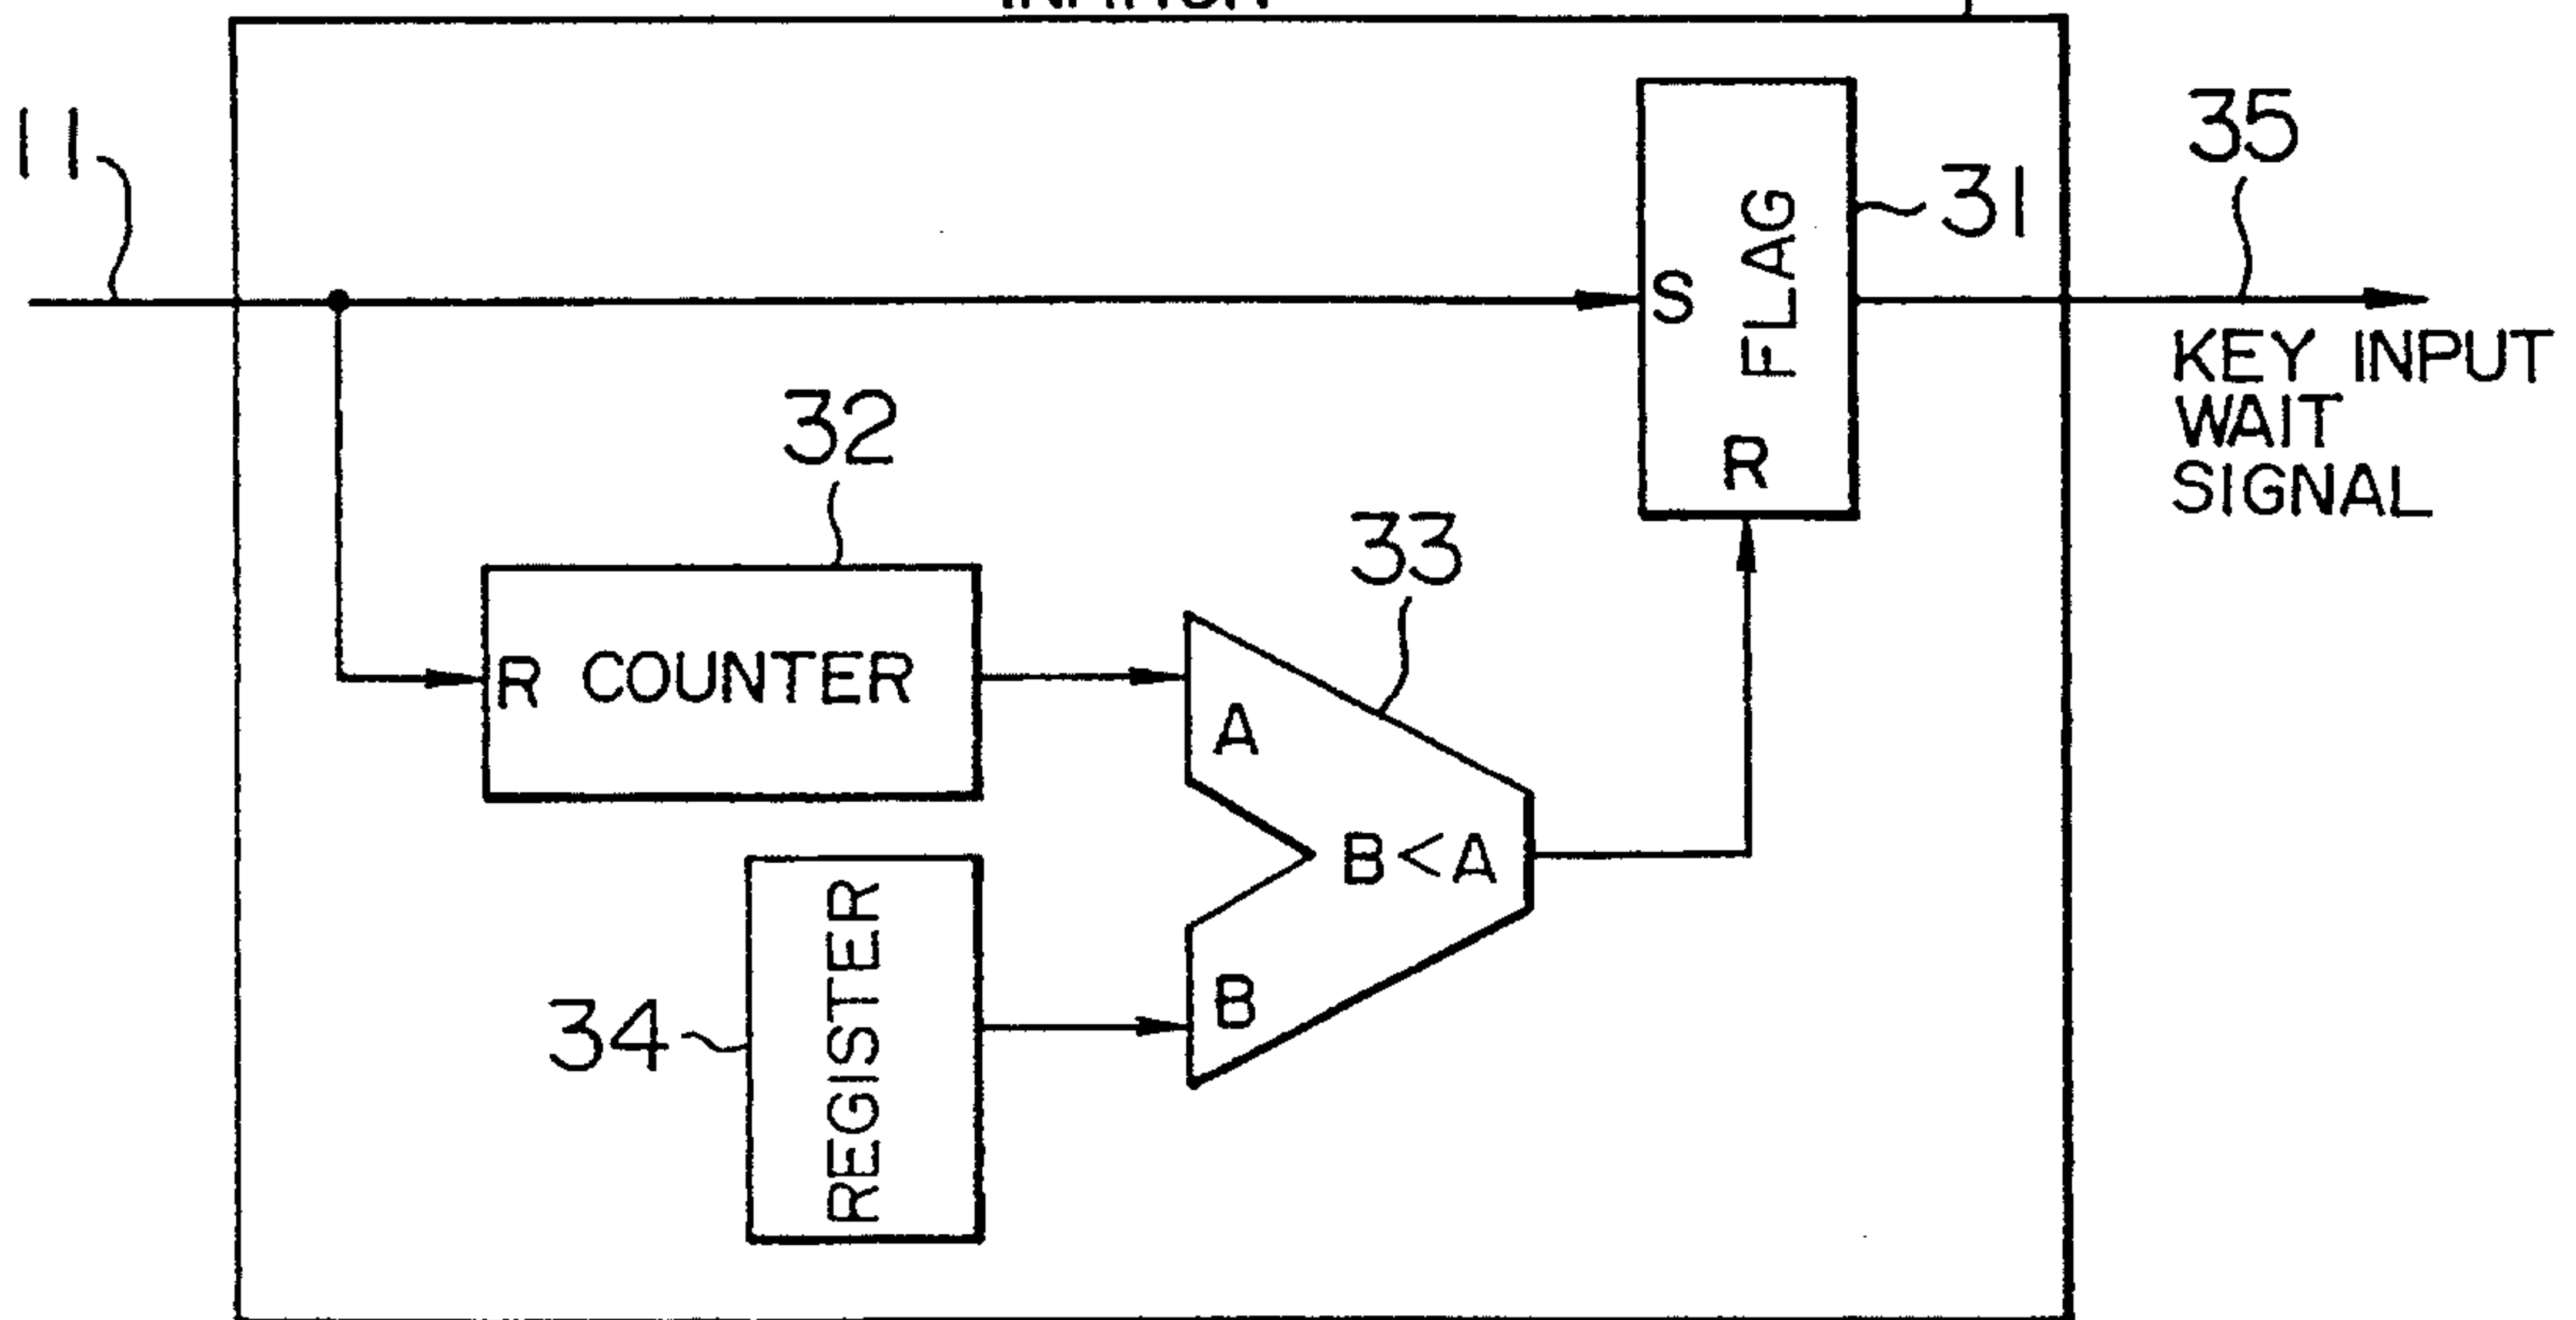 11
35
31
S
FLAG
R
KEY INPUT
WAIT
SIGNAL
32
33
R COUNTER
A
B<A
B
34
REGISTER